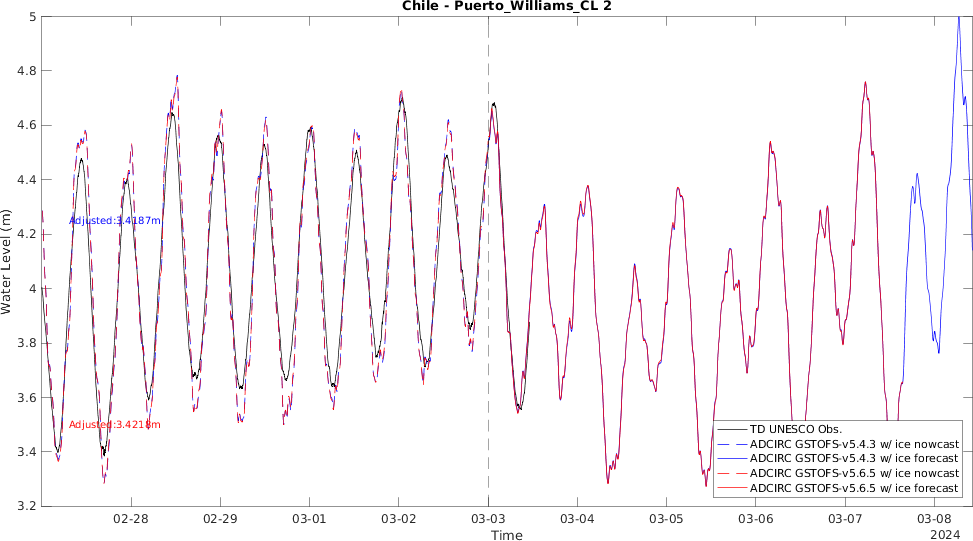 Chile - Puerto_Williams_CL 2
Water Level (m)
5
4.8
4.6
4.4
4.2
4
3.8
3.6
3.4
3.2
Adjusted:3.4187m
Adjusted:3.4218m
TD UNESCO Obs.
ADCIRC GSTOFS-v5.4.3 w/ ice nowcast
ADCIRC GSTOFS-v5.4.3 w/ ice forecast
ADCIRC GSTOFS-v5.6.5 w/ ice nowcast
ADCIRC GSTOFS-v5.6.5 w/ ice forecast
02-28 02-29 03-01 03-02 03-03 03-04 03-05 03-06 03-07 03-08
Time
2024